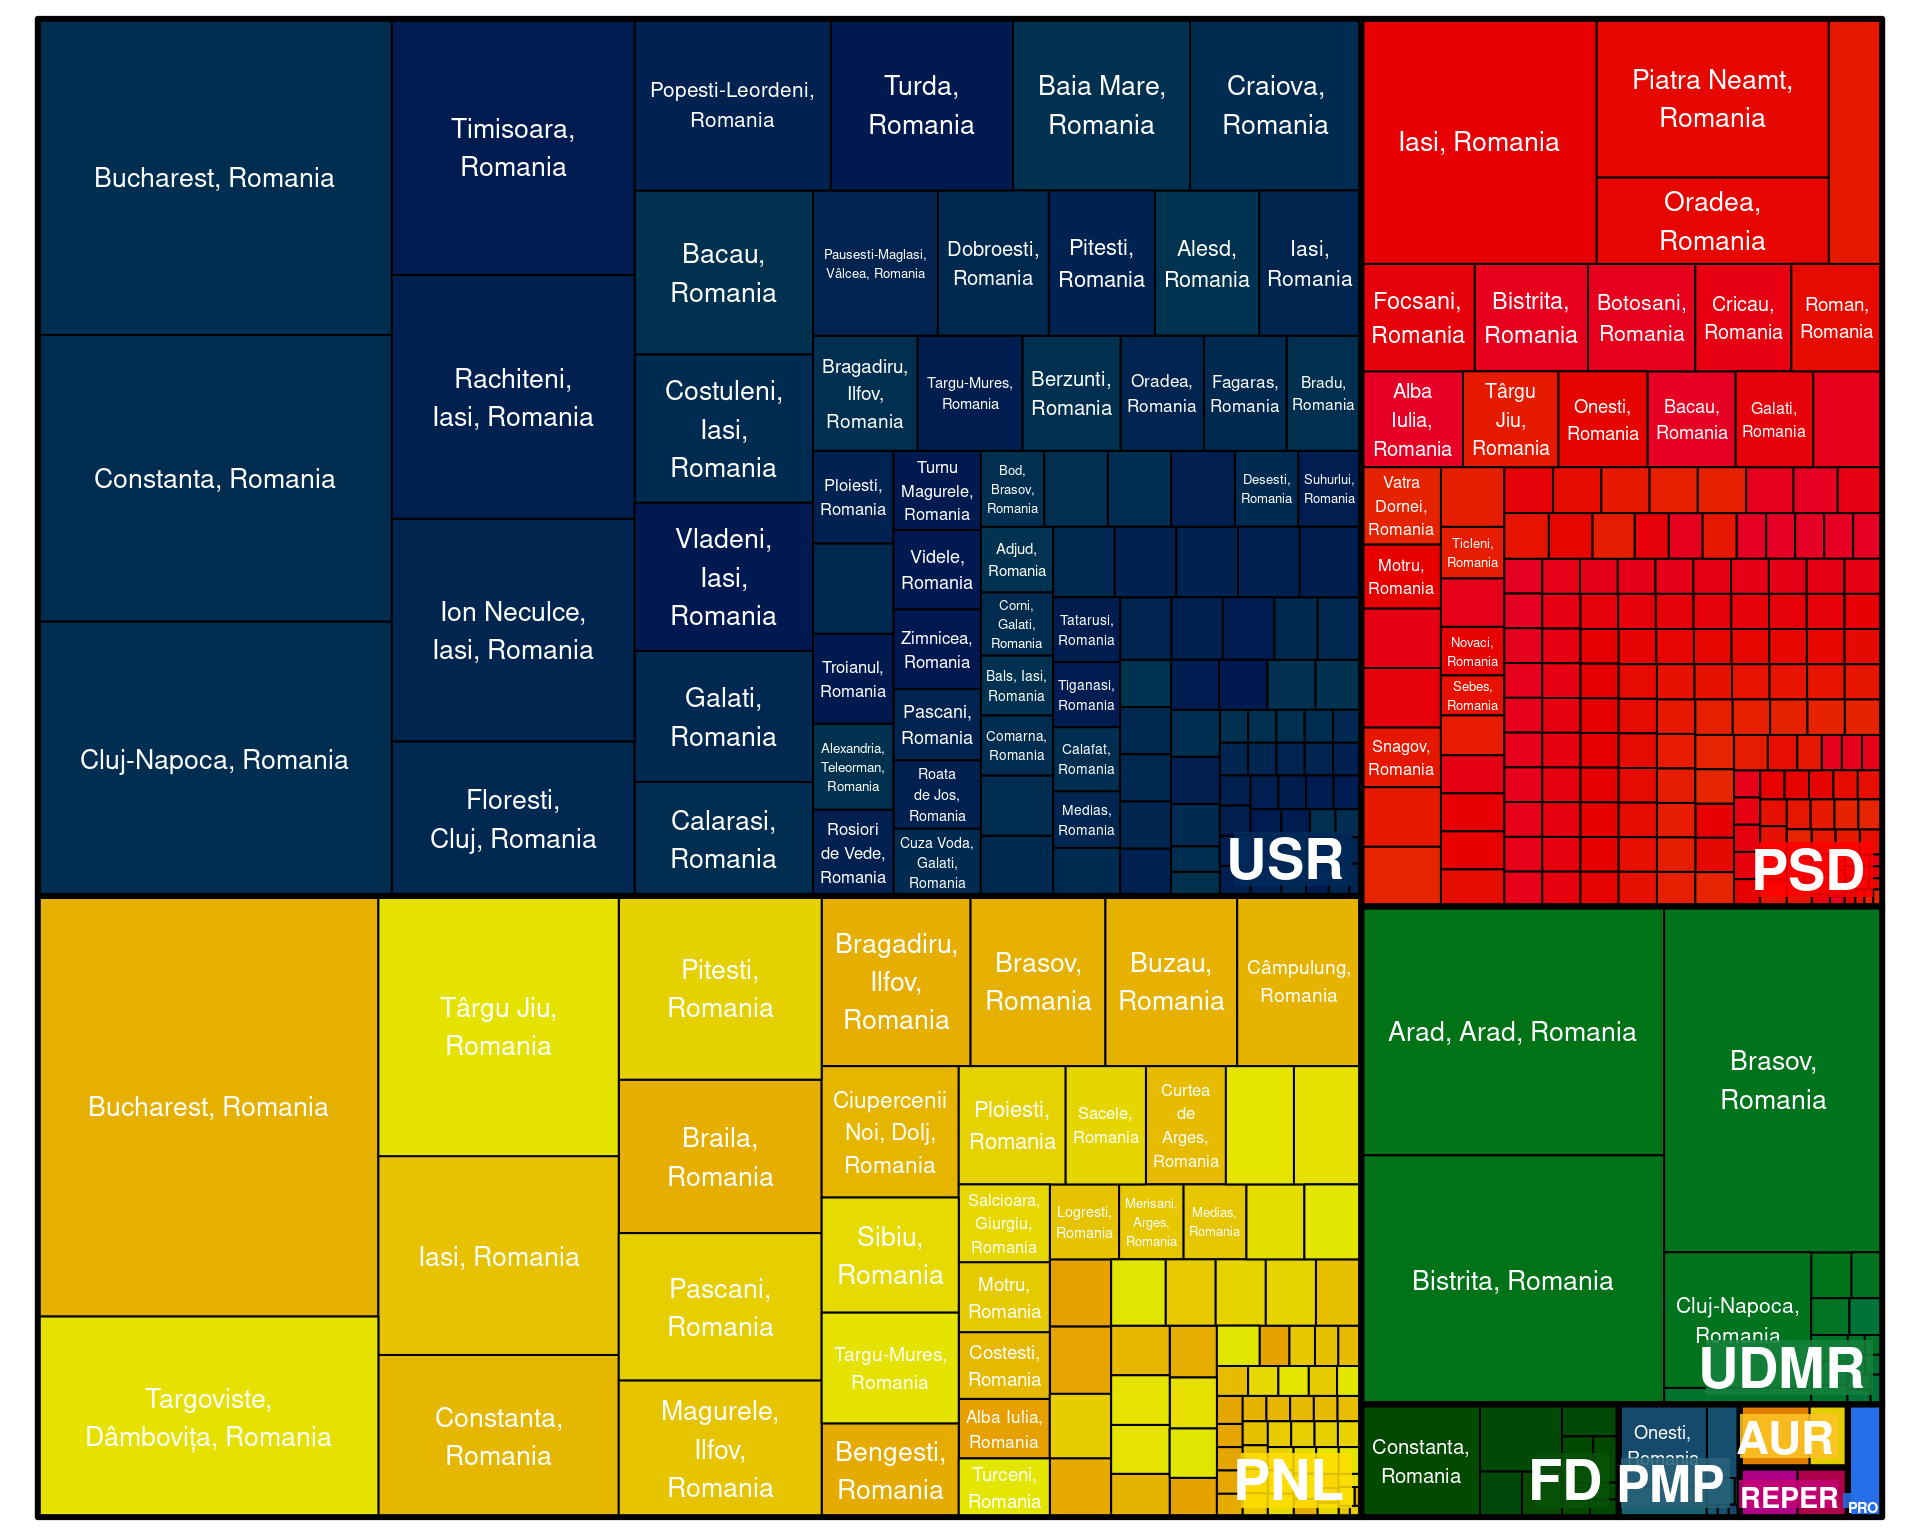 Bucharest, Romania
Constanta, Romania
Cluj-Napoca, Romania
Timisoara,
Romania
Rachiteni,
Iasi, Romania
Ion Neculce,
Iasi, Romania
Floresti,
Cluj, Romania
Popesti-Leordeni,
Romania
Turda,
Romania
Baia Mare,
Romania
Craiova,
Romania
Bacau,
Romania
Costuleni,
Iasi,
Romania
Vladeni,
Iasi,
Romania
Galati,
Romania
Calarasi,
Romania
Pausesti-Maglasi,
Vâlcea, Romania
Dobroesti,
Romania
Pitesti,
Romania
Alesd,
Romania
Iasi,
Romania
Bragadiru,
Ilfov,
Romania
Targu-Mures,
Romania
Berzunti,
Romania
Oradea,
Romania
Fagaras,
Romania
Bradu,
Romania
Ploiesti,
Romania
Troianul,
Romania
Alexandria,
Teleorman,
Romania
Rosiori
de Vede,
Romania
Turnu
Magurele,
Romania
Videle,
Romania
Zimnicea,
Romania
Pascani,
Romania
Roata
de Jos,
Romania
Cuza Voda,
Galati,
Romania
Bod,
Brasov,
Romania
Desesti,
Romania
Suhurlui,
Romania
Adjud,
Romania
Corni,
Galati,
Romania
Bals, Iasi,
Romania
Comarna,
Romania
Tatarusi,
Romania
Tiganasi,
Romania
Calafat,
Romania
Medias,
Romania
USR
Iasi, Romania
Piatra Neamt,
Romania
Oradea,
Romania
Focsani,
Romania
Bistrita,
Romania
Botosani,
Romania
Cricau,
Romania
Roman,
Romania
Alba
Iulia,
Romania
Târgu
Jiu,
Romania
Onesti,
Romania
Bacau,
Romania
Galati,
Romania
Vatra
Dornei,
Romania
Motru,
Romania
Snagov,
Romania
Ticleni,
Romania
Novaci,
Romania
Sebes,
Romania
PSD
Bucharest, Romania
Targoviste,
Dâmbovița, Romania
Târgu Jiu,
Romania
Iasi, Romania
Constanta,
Romania
Pitesti,
Romania
Braila,
Romania
Pascani,
Romania
Magurele,
Ilfov,
Romania
Bragadiru,
Ilfov,
Romania
Brasov,
Romania
Buzau,
Romania
Câmpulung,
Romania
Ciupercenii
Noi, Dolj,
Romania
Sibiu,
Romania
Targu-Mures,
Romania
Bengesti,
Romania
Ploiesti,
Romania
Sacele,
Romania
Curtea
de
Arges,
Romania
Salcioara,
Giurgiu,
Romania
Logresti,
Romania
Merisani,
Arges,
Romania
Medias,
Romania
Motru,
Romania
Costesti,
Romania
Alba Iulia,
Romania
Turceni,
Romania
PNL
Arad, Arad, Romania
Bistrita, Romania
Brasov,
Romania
Cluj-Napoca,
Romania
UDMR
Constanta,
Romania
FD
Onesti,
Romania
PMP
AUR
REPER
PRO